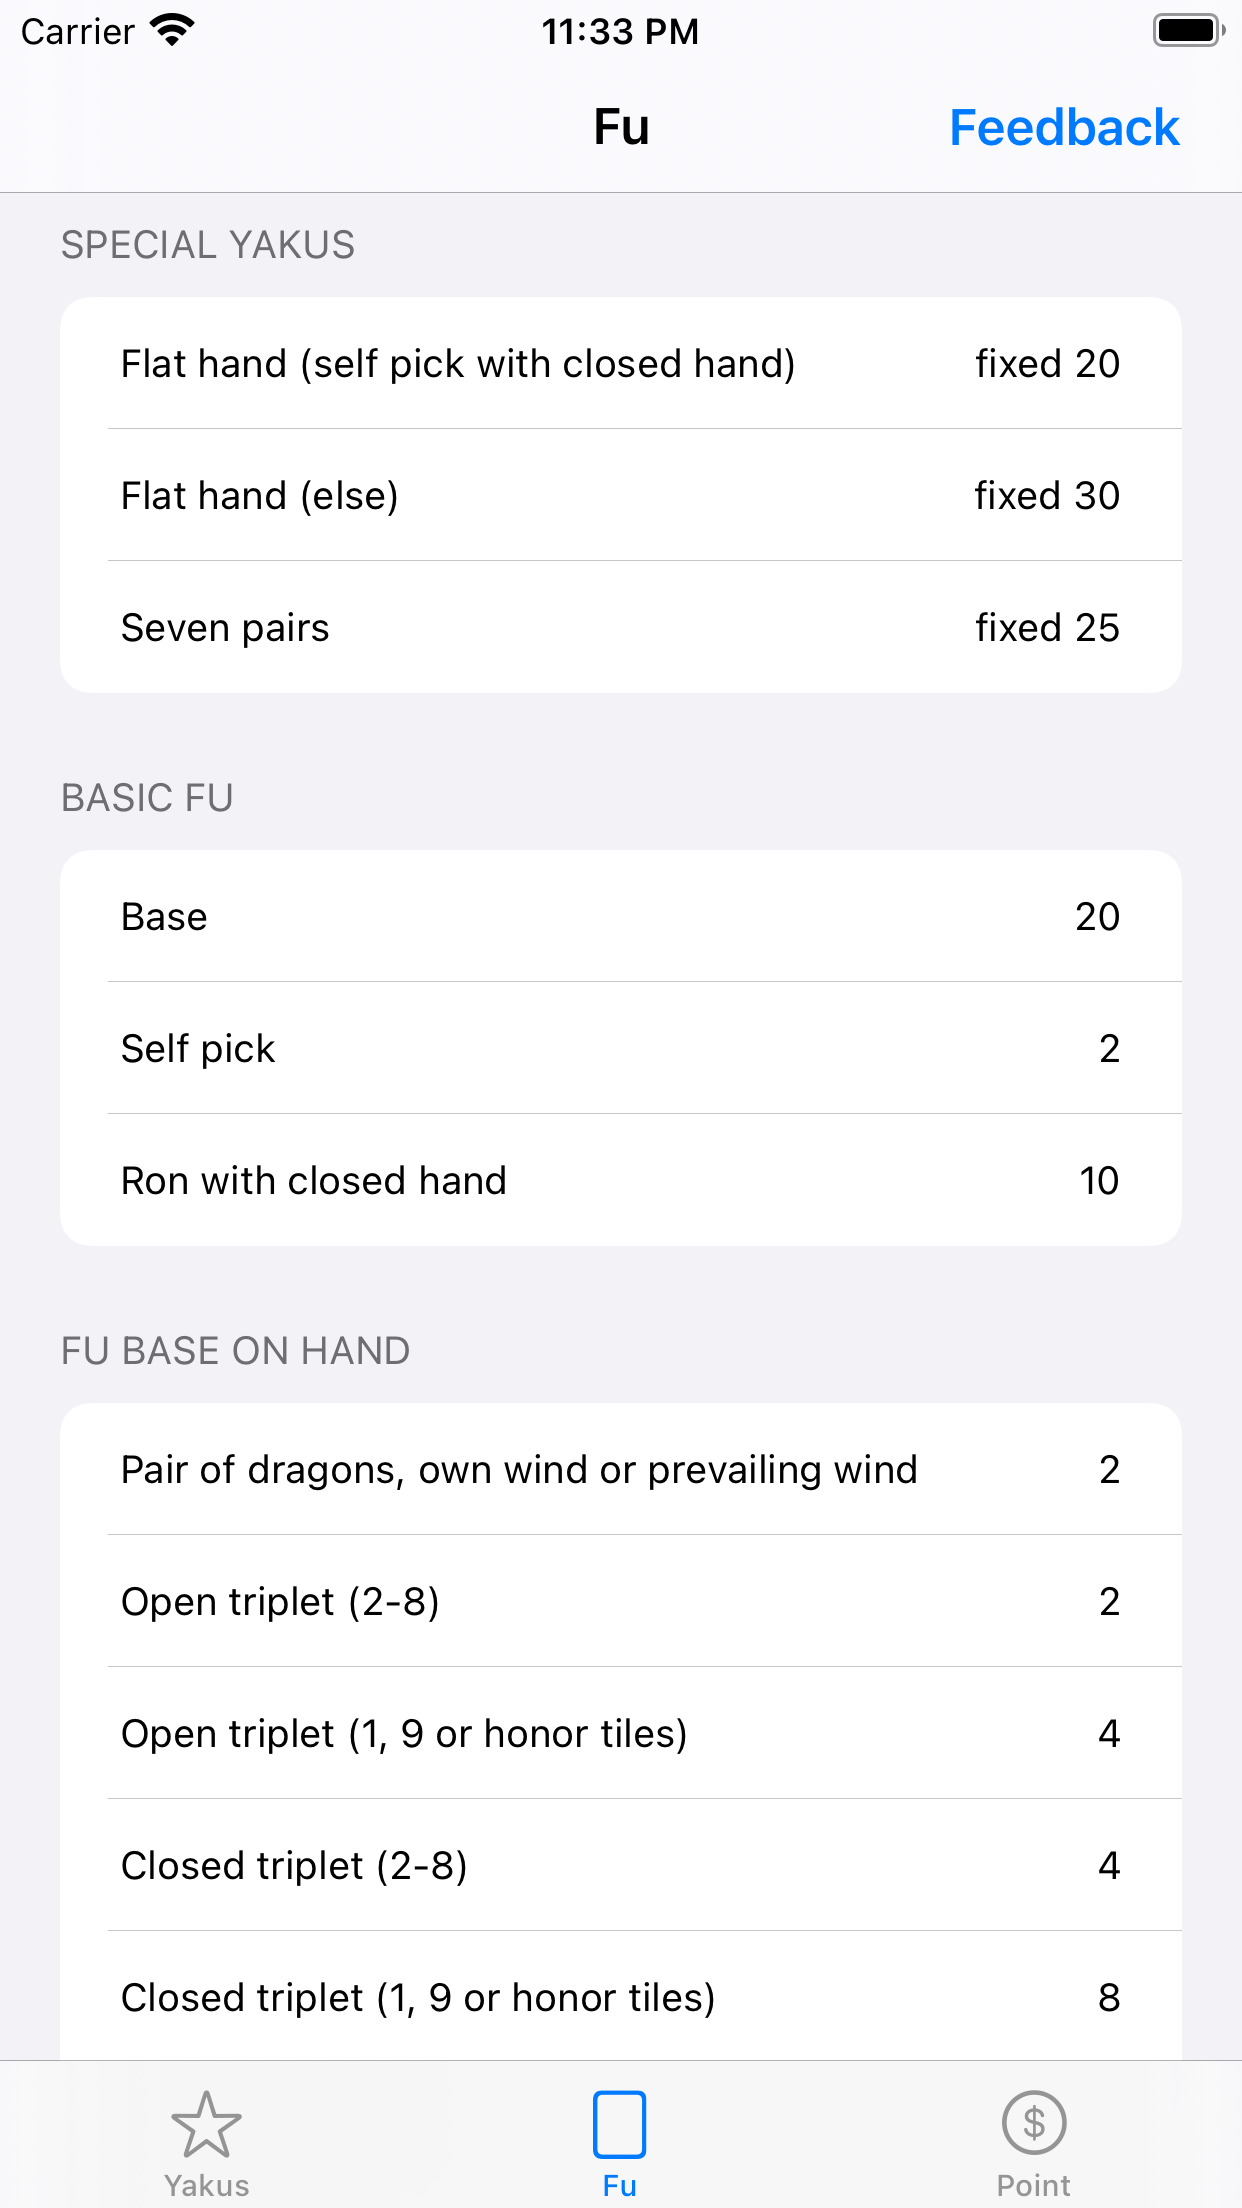 Carrier 11:33 PM
Fu Feedback
SPECIAL YAKUS
Flat hand (self pick with closed hand) fixed 20
Flat hand (else) fixed 30
Seven pairs fixed 25
BASIC FU
Base 20
Self pick 2
Ron with closed hand 10
FU BASE ON HAND
Pair of dragons, own wind or prevailing wind 2
Open triplet (2-8) 2
Open triplet (1, 9 or honor tiles) 4
Closed triplet (2-8) 4
Closed triplet (1, 9 or honor tiles) 8
$
Yakus Fu Point